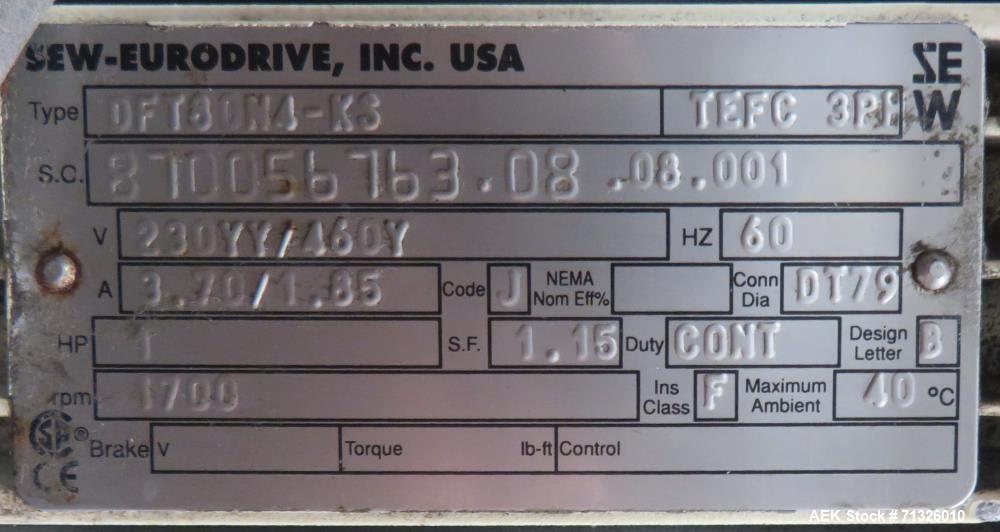 SEW-EURODRIVE, INC. USA
SE
W
Type DFT80N4-KS TEFC 3PH
S.C. 870056763.08.08.001
V 230YY/460Y HZ 60
A 3.70/1.85 Code J NEMA Nom Eff% Conn Dia DT79
HP 1 S.F. 1.15 Duty CONT Design Letter B
rpm 1700 Ins Class F Maximum Ambient 40 °C
Brake V Torque lb-ft Control
CE
AEK Stock # 71326010